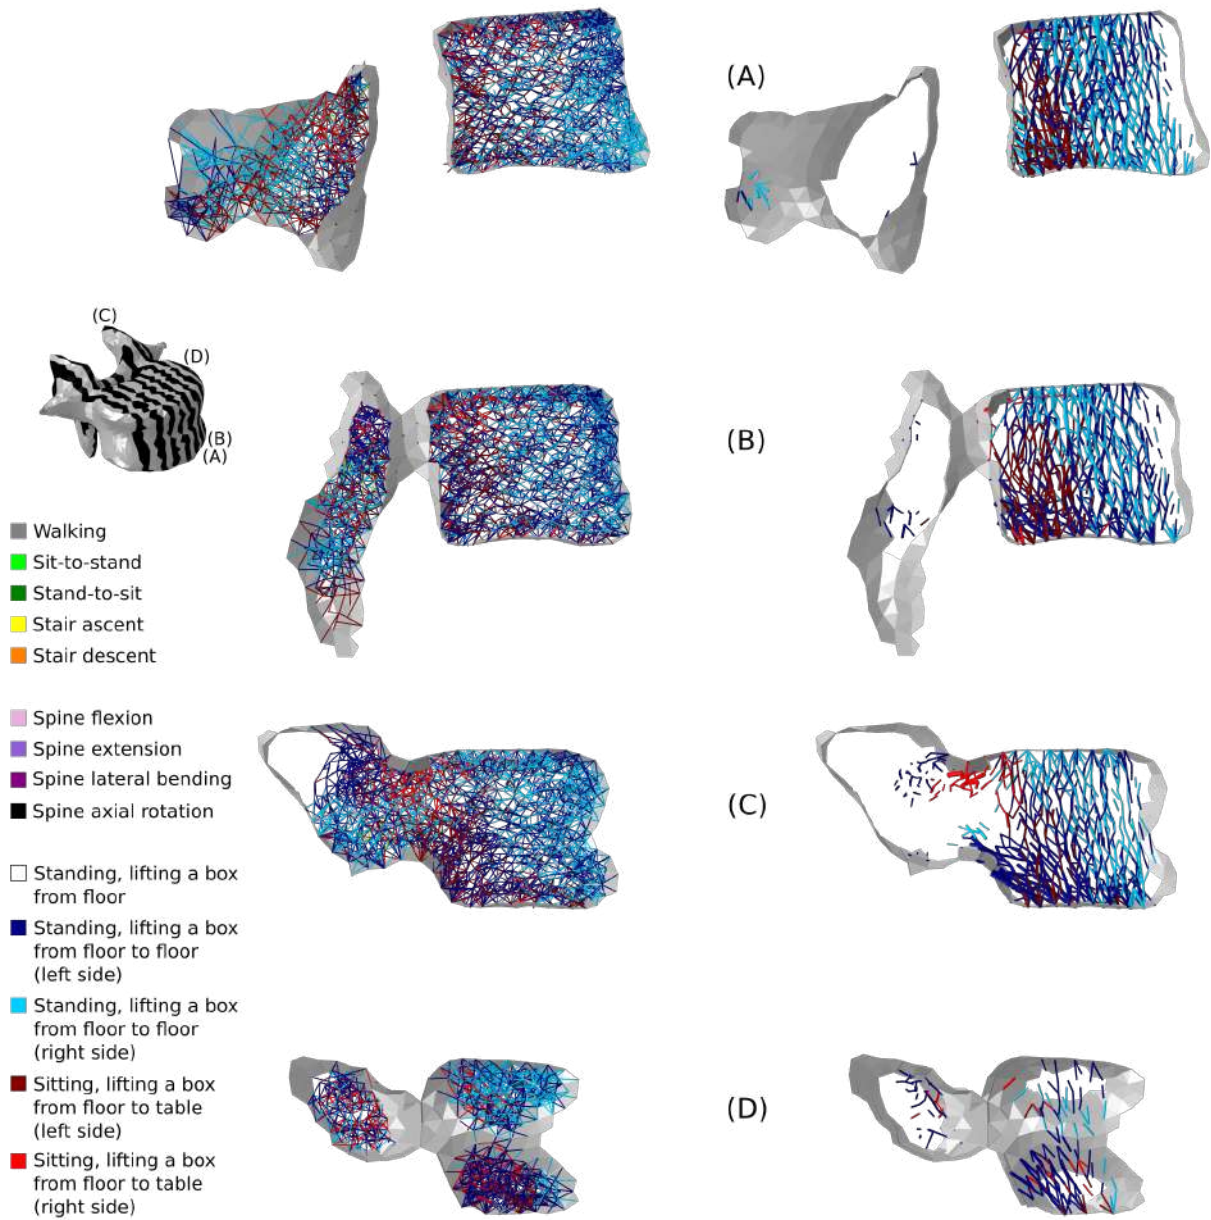 (A)
(C)
(D)
(B)
(A)
(B)
Walking
Sit-to-stand
Stand-to-sit
Stair ascent
Stair descent
Spine flexion
Spine extension
Spine lateral bending
Spine axial rotation
(C)
Standing, lifting a box
from floor
Standing, lifting a box
from floor to floor
(left side)
Standing, lifting a box
from floor to floor
(right side)
Sitting, lifting a box
from floor to table
(left side)
Sitting, lifting a box
from floor to table
(right side)
(D)